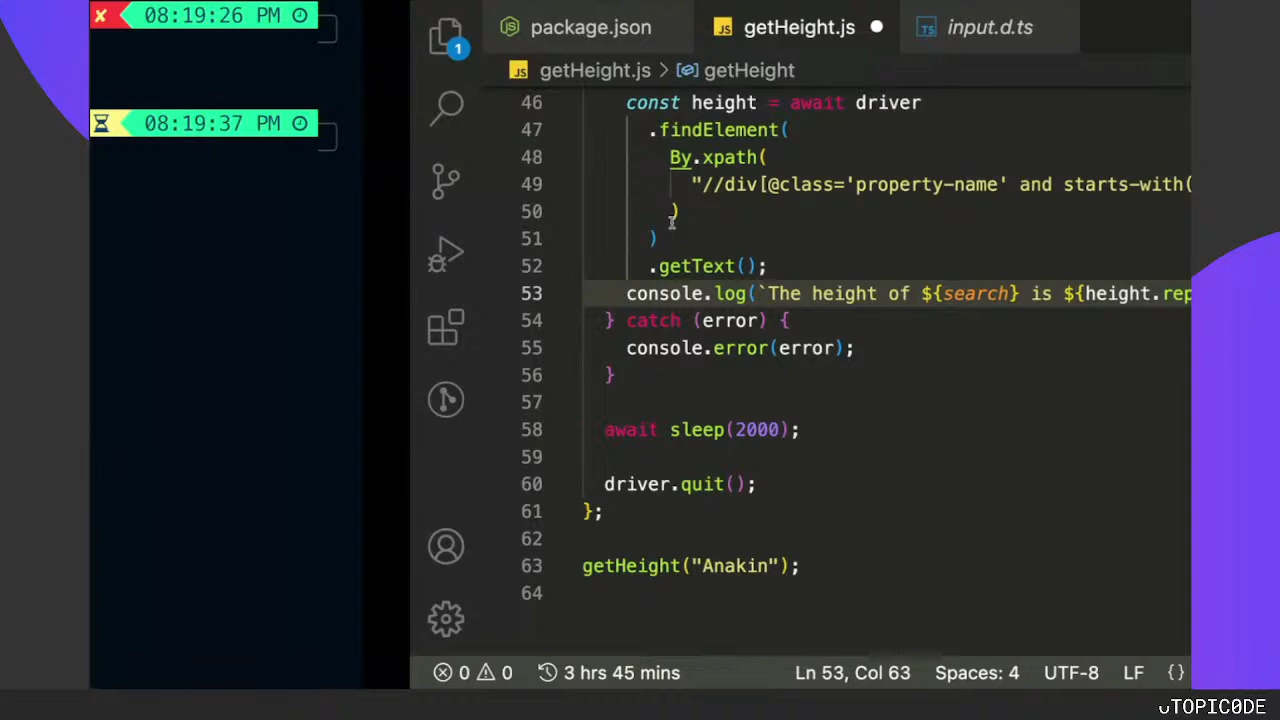 08:19:26 PM
08:19:37 PM
1
package.json
getHeight.js
input.d.ts
getHeight.js > getHeight
46 const height = await driver
47 .findElement(
48 By.xpath(
49 "//div[@class='property-name' and starts-with(
50 )
51 )
52 .getText();
53 console.log(`The height of ${search} is ${height.rep
54 } catch (error) {
55 console.error(error);
56 }
57
58 await sleep(2000);
59
60 driver.quit();
61 };
62
63 getHeight("Anakin");
64
0 0 3 hrs 45 mins Ln 53, Col 63 Spaces: 4 UTF-8 LF {}
uTOPIC0DE